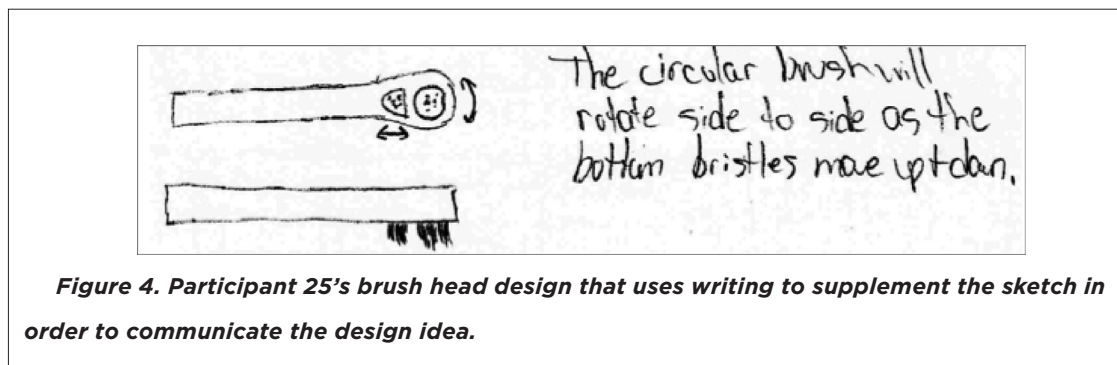 The circular brush will
rotate side to side as the
bottom bristles move up+down.
Figure 4. Participant 25's brush head design that uses writing to supplement the sketch in
order to communicate the design idea.